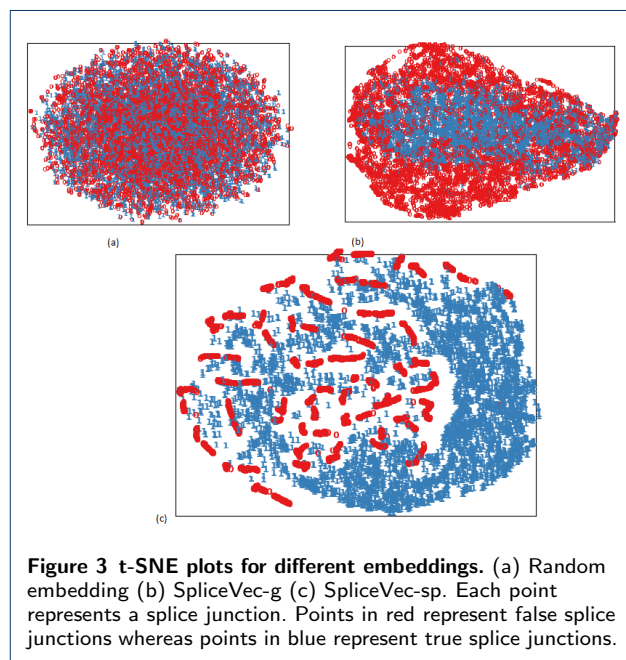 (a)
(b)
(c)
Figure 3 t-SNE plots for different embeddings. (a) Random
embedding (b) SpliceVec-g (c) SpliceVec-sp. Each point
represents a splice junction. Points in red represent false splice
junctions whereas points in blue represent true splice junctions.